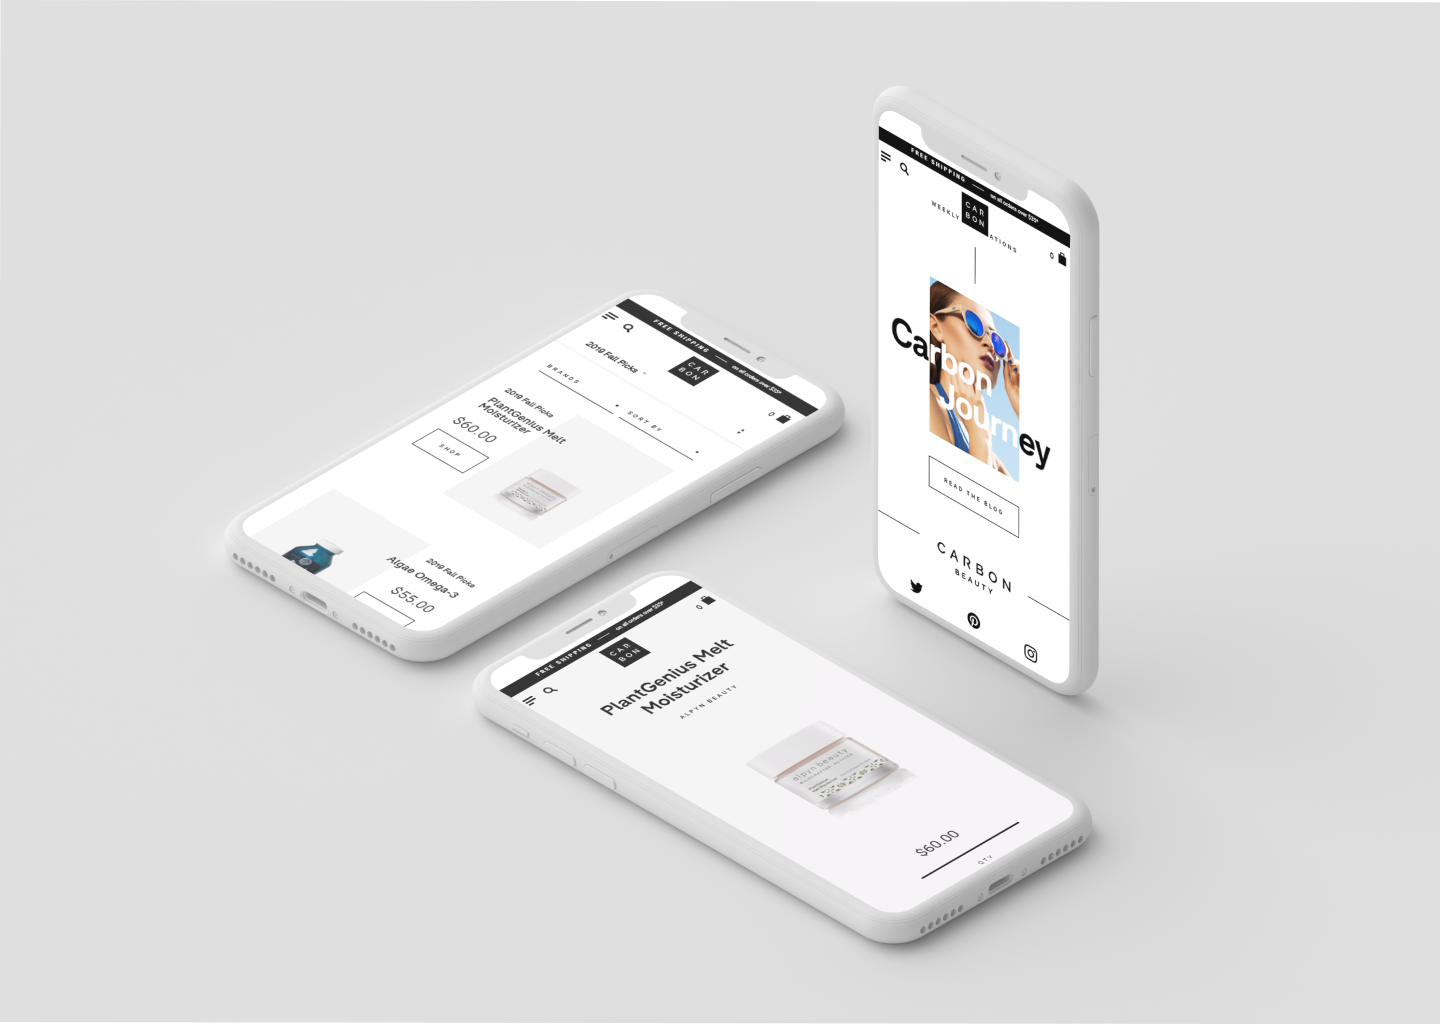 FREE SHIPPING — on all orders over $35*
CAR
BON
0
2019 Fall Picks
BRANDS
SORT BY
2019 Fall Picks
PlantGenius Melt
Moisturizer
$60.00
SHOP
2019 Fall Picks
Algae Omega-3
$55.00
FREE SHIPPING — on all orders over $35*
CAR
BON
0
WEEKLY
ATIONS
Carbon
Journey
READ THE BLOG
CARBON
BEAUTY
FREE SHIPPING — on all orders over $35*
CAR
BON
0
PlantGenius Melt
Moisturizer
ALPYN BEAUTY
alpyn beauty
$60.00
QTY